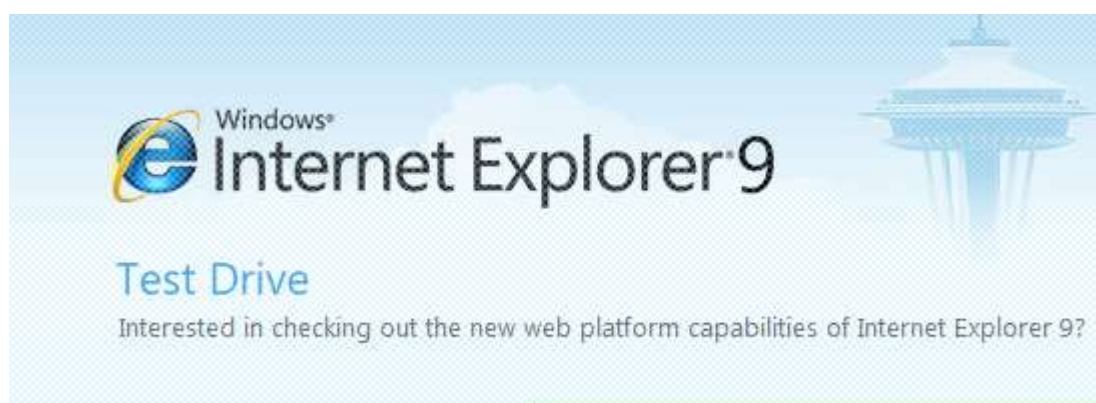 Windows®
Internet Explorer®9
Test Drive
Interested in checking out the new web platform capabilities of Internet Explorer 9?